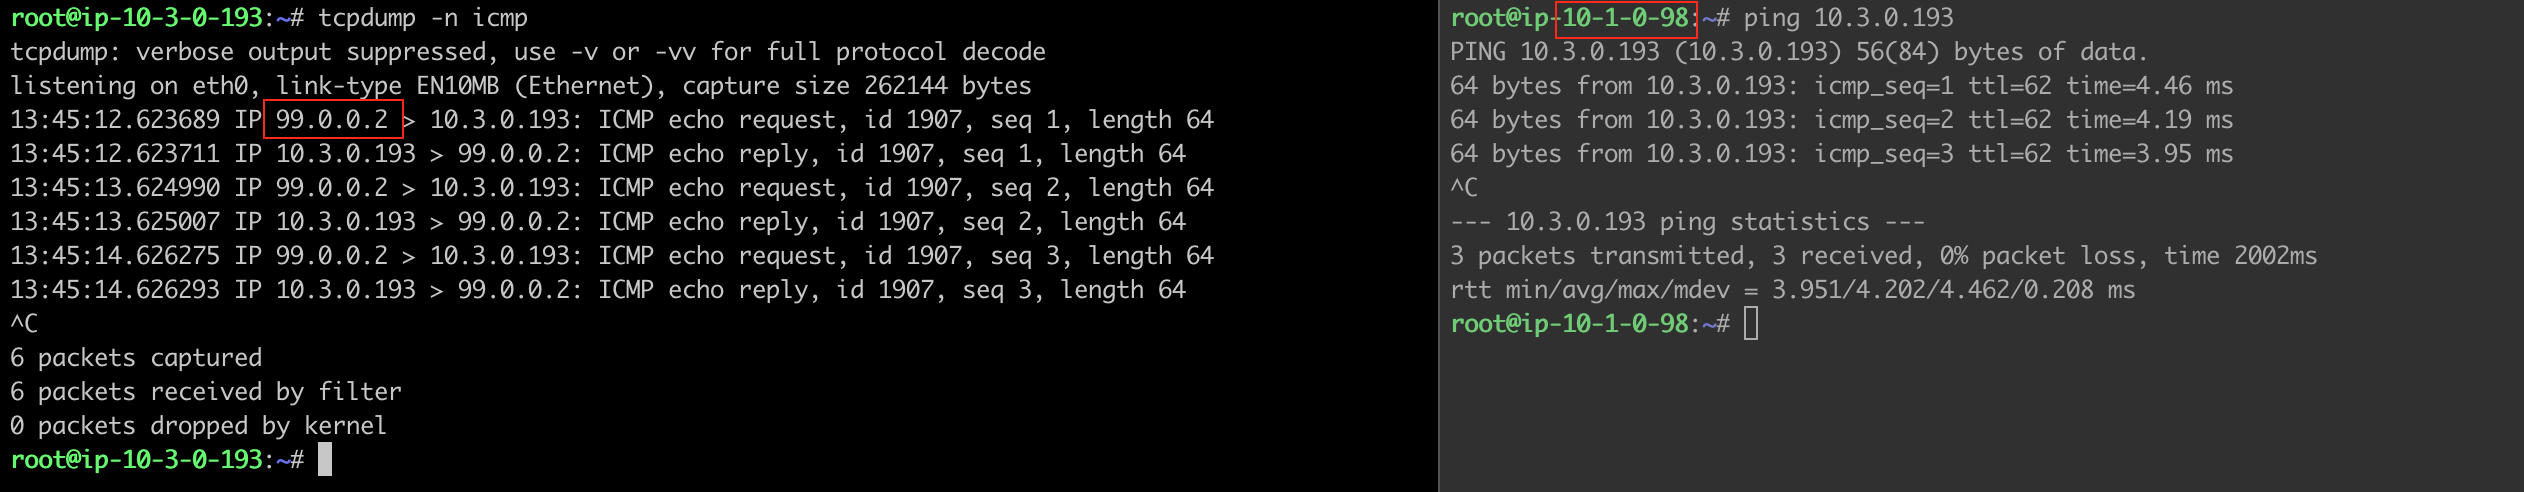 root@ip-10-3-0-193:~# tcpdump -n icmp
tcpdump: verbose output suppressed, use -v or -vv for full protocol decode
listening on eth0, link-type EN10MB (Ethernet), capture size 262144 bytes
13:45:12.623689 IP 99.0.0.2 > 10.3.0.193: ICMP echo request, id 1907, seq 1, length 64
13:45:12.623711 IP 10.3.0.193 > 99.0.0.2: ICMP echo reply, id 1907, seq 1, length 64
13:45:13.624990 IP 99.0.0.2 > 10.3.0.193: ICMP echo request, id 1907, seq 2, length 64
13:45:13.625007 IP 10.3.0.193 > 99.0.0.2: ICMP echo reply, id 1907, seq 2, length 64
13:45:14.626275 IP 99.0.0.2 > 10.3.0.193: ICMP echo request, id 1907, seq 3, length 64
13:45:14.626293 IP 10.3.0.193 > 99.0.0.2: ICMP echo reply, id 1907, seq 3, length 64
^C
6 packets captured
6 packets received by filter
0 packets dropped by kernel
root@ip-10-3-0-193:~#
root@ip-10-1-0-98:~# ping 10.3.0.193
PING 10.3.0.193 (10.3.0.193) 56(84) bytes of data.
64 bytes from 10.3.0.193: icmp_seq=1 ttl=62 time=4.46 ms
64 bytes from 10.3.0.193: icmp_seq=2 ttl=62 time=4.19 ms
64 bytes from 10.3.0.193: icmp_seq=3 ttl=62 time=3.95 ms
^C
--- 10.3.0.193 ping statistics ---
3 packets transmitted, 3 received, 0% packet loss, time 2002ms
rtt min/avg/max/mdev = 3.951/4.202/4.462/0.208 ms
root@ip-10-1-0-98:~#